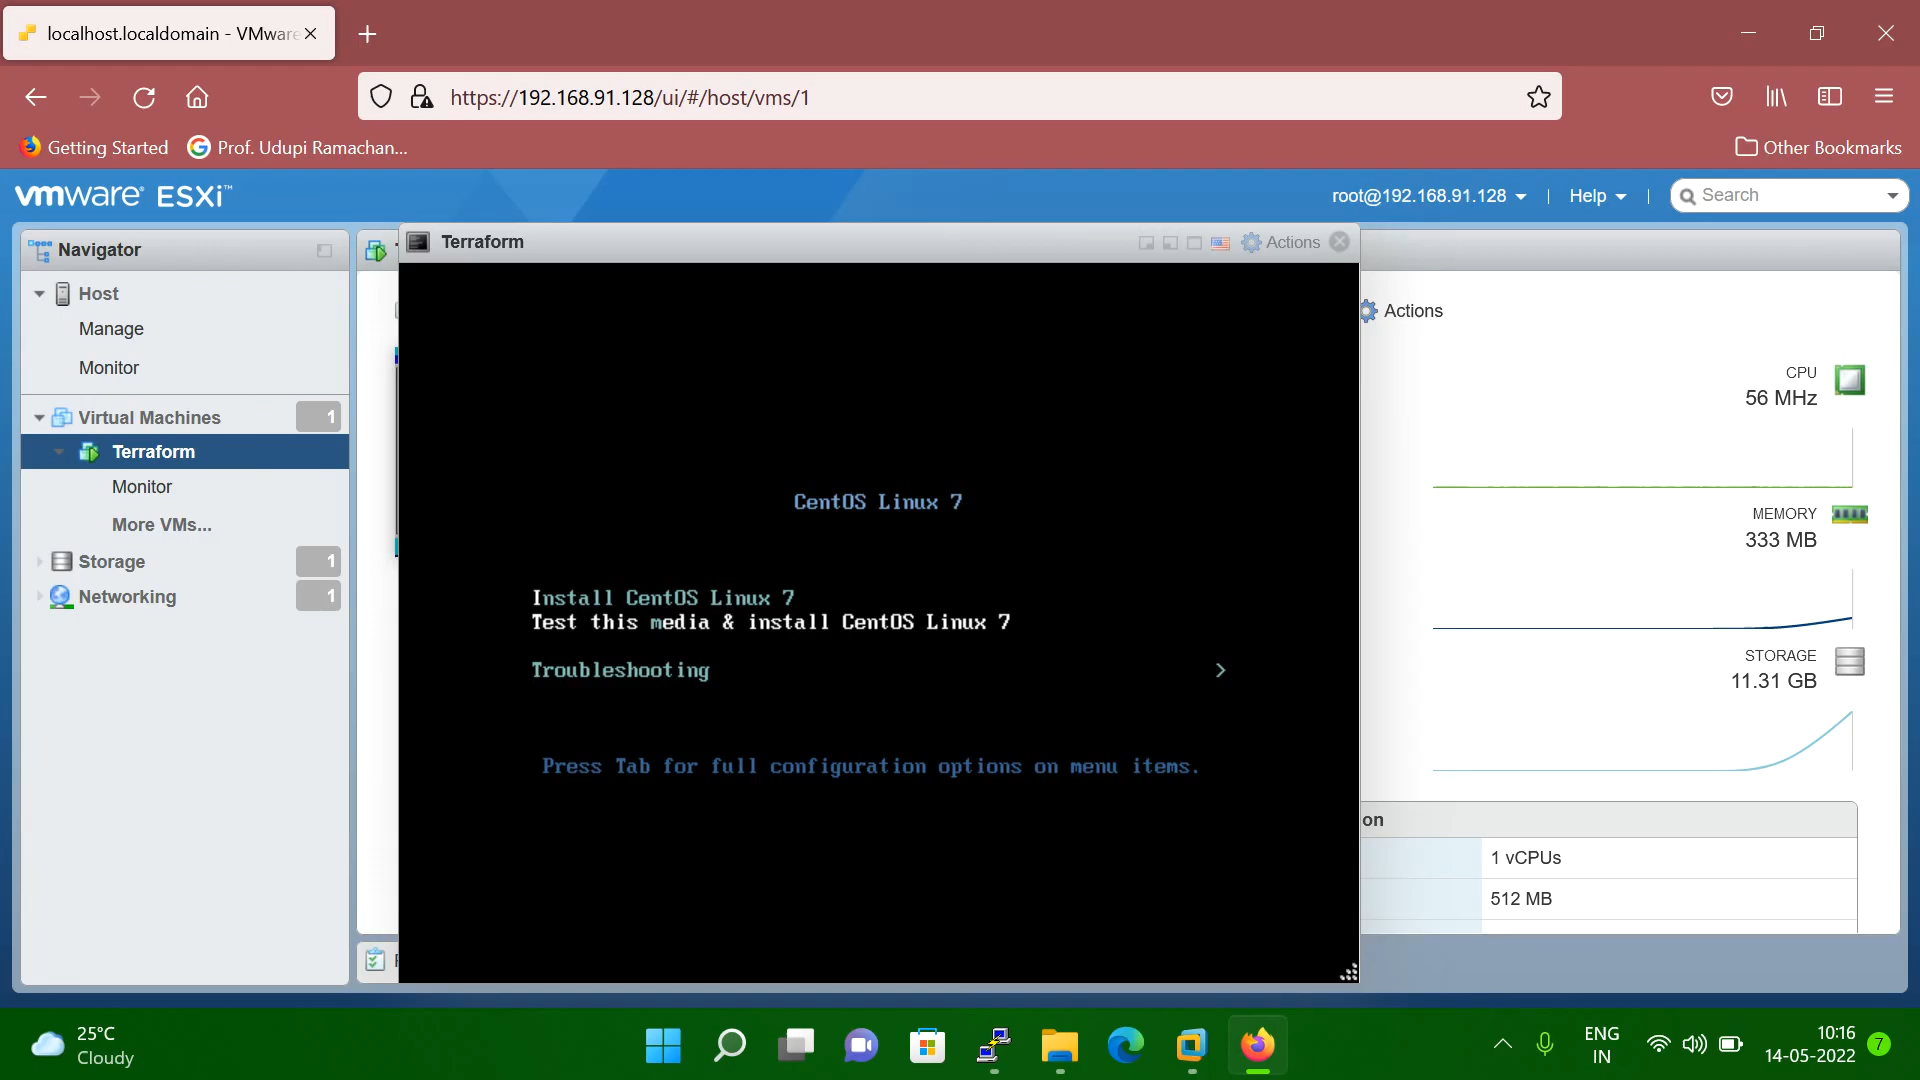 localhost.localdomain - VMware
https://192.168.91.128/ui/#/host/vms/1
Getting Started
Prof. Udupi Ramachan...
Other Bookmarks
vmware ESXi™
root@192.168.91.128
Help
Search
Navigator
Host
Manage
Monitor
Virtual Machines 1
Terraform
Monitor
More VMs...
Storage 1
Networking 1
Terraform
Actions
CentOS Linux 7
Install CentOS Linux 7
Test this media & install CentOS Linux 7
Troubleshooting >
Press Tab for full configuration options on menu items.
Actions
CPU
56 MHz
MEMORY
333 MB
STORAGE
11.31 GB
on
1 vCPUs
512 MB
25°C
Cloudy
ENG
IN
10:16
14-05-2022
7